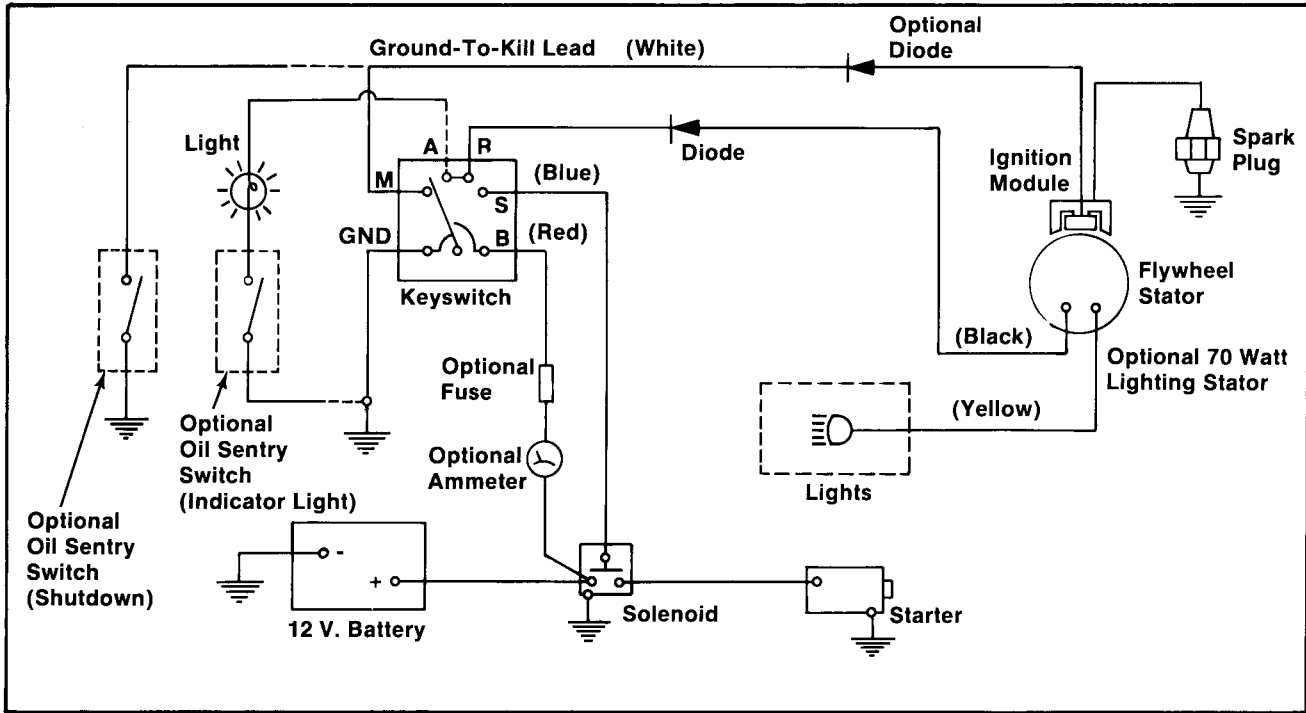 Ground-To-Kill Lead (White)
Optional
Diode
Light
A
R
Diode
M
S
(Blue)
GND
B
(Red)
Keyswitch
Ignition
Module
Spark
Plug
Flywheel
Stator
(Black)
Optional 70 Watt
Lighting Stator
(Yellow)
Lights
Optional
Fuse
Optional
Ammeter
Optional
Oil Sentry
Switch
(Indicator Light)
Optional
Oil Sentry
Switch
(Shutdown)
-
+
12 V. Battery
Solenoid
Starter